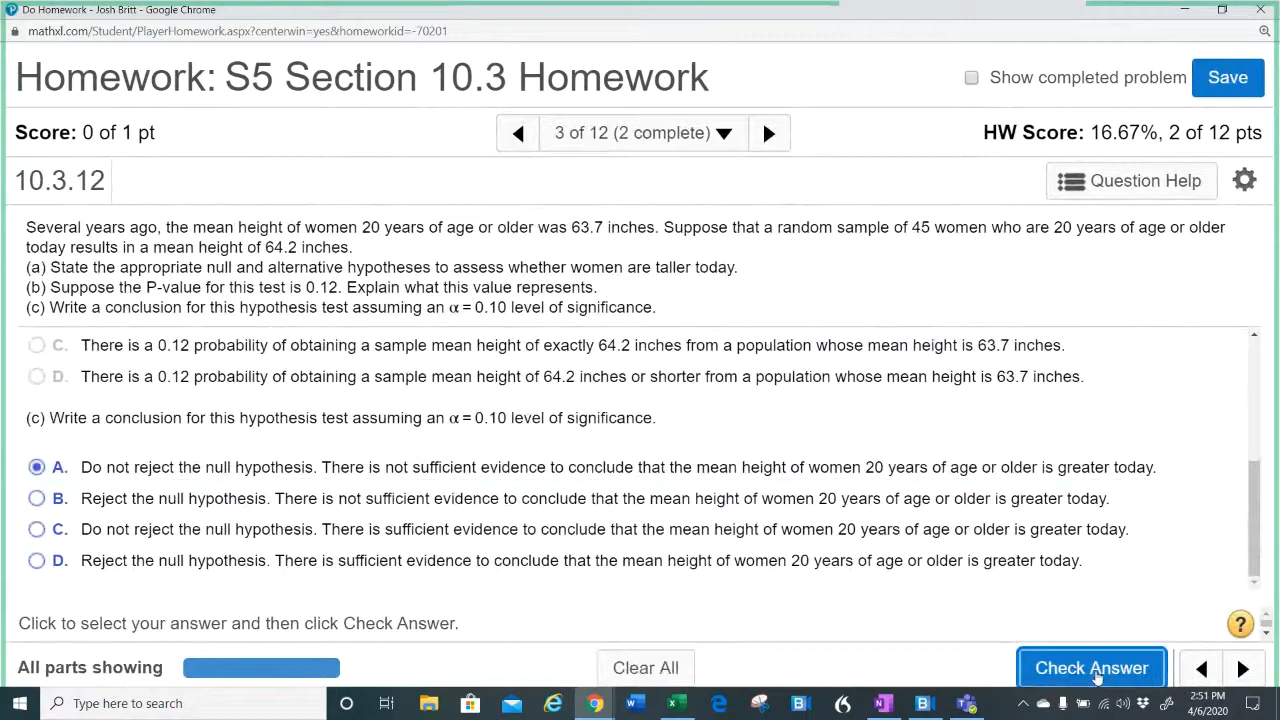 Do Homework - Josh Britt - Google Chrome
mathxl.com/Student/PlayerHomework.aspx?centerwin=yes&homeworkid=-70201
Homework: S5 Section 10.3 Homework
Show completed problem
Save
Score: 0 of 1 pt
3 of 12 (2 complete)
HW Score: 16.67%, 2 of 12 pts
10.3.12
Question Help
Several years ago, the mean height of women 20 years of age or older was 63.7 inches. Suppose that a random sample of 45 women who are 20 years of age or older
today results in a mean height of 64.2 inches.
(a) State the appropriate null and alternative hypotheses to assess whether women are taller today.
(b) Suppose the P-value for this test is 0.12. Explain what this value represents.
(c) Write a conclusion for this hypothesis test assuming an α = 0.10 level of significance.
C. There is a 0.12 probability of obtaining a sample mean height of exactly 64.2 inches from a population whose mean height is 63.7 inches.
D. There is a 0.12 probability of obtaining a sample mean height of 64.2 inches or shorter from a population whose mean height is 63.7 inches.
(c) Write a conclusion for this hypothesis test assuming an α = 0.10 level of significance.
A. Do not reject the null hypothesis. There is not sufficient evidence to conclude that the mean height of women 20 years of age or older is greater today.
B. Reject the null hypothesis. There is not sufficient evidence to conclude that the mean height of women 20 years of age or older is greater today.
C. Do not reject the null hypothesis. There is sufficient evidence to conclude that the mean height of women 20 years of age or older is greater today.
D. Reject the null hypothesis. There is sufficient evidence to conclude that the mean height of women 20 years of age or older is greater today.
Click to select your answer and then click Check Answer.
?
All parts showing
Clear All
Check Answer
Type here to search
2:51 PM
4/6/2020